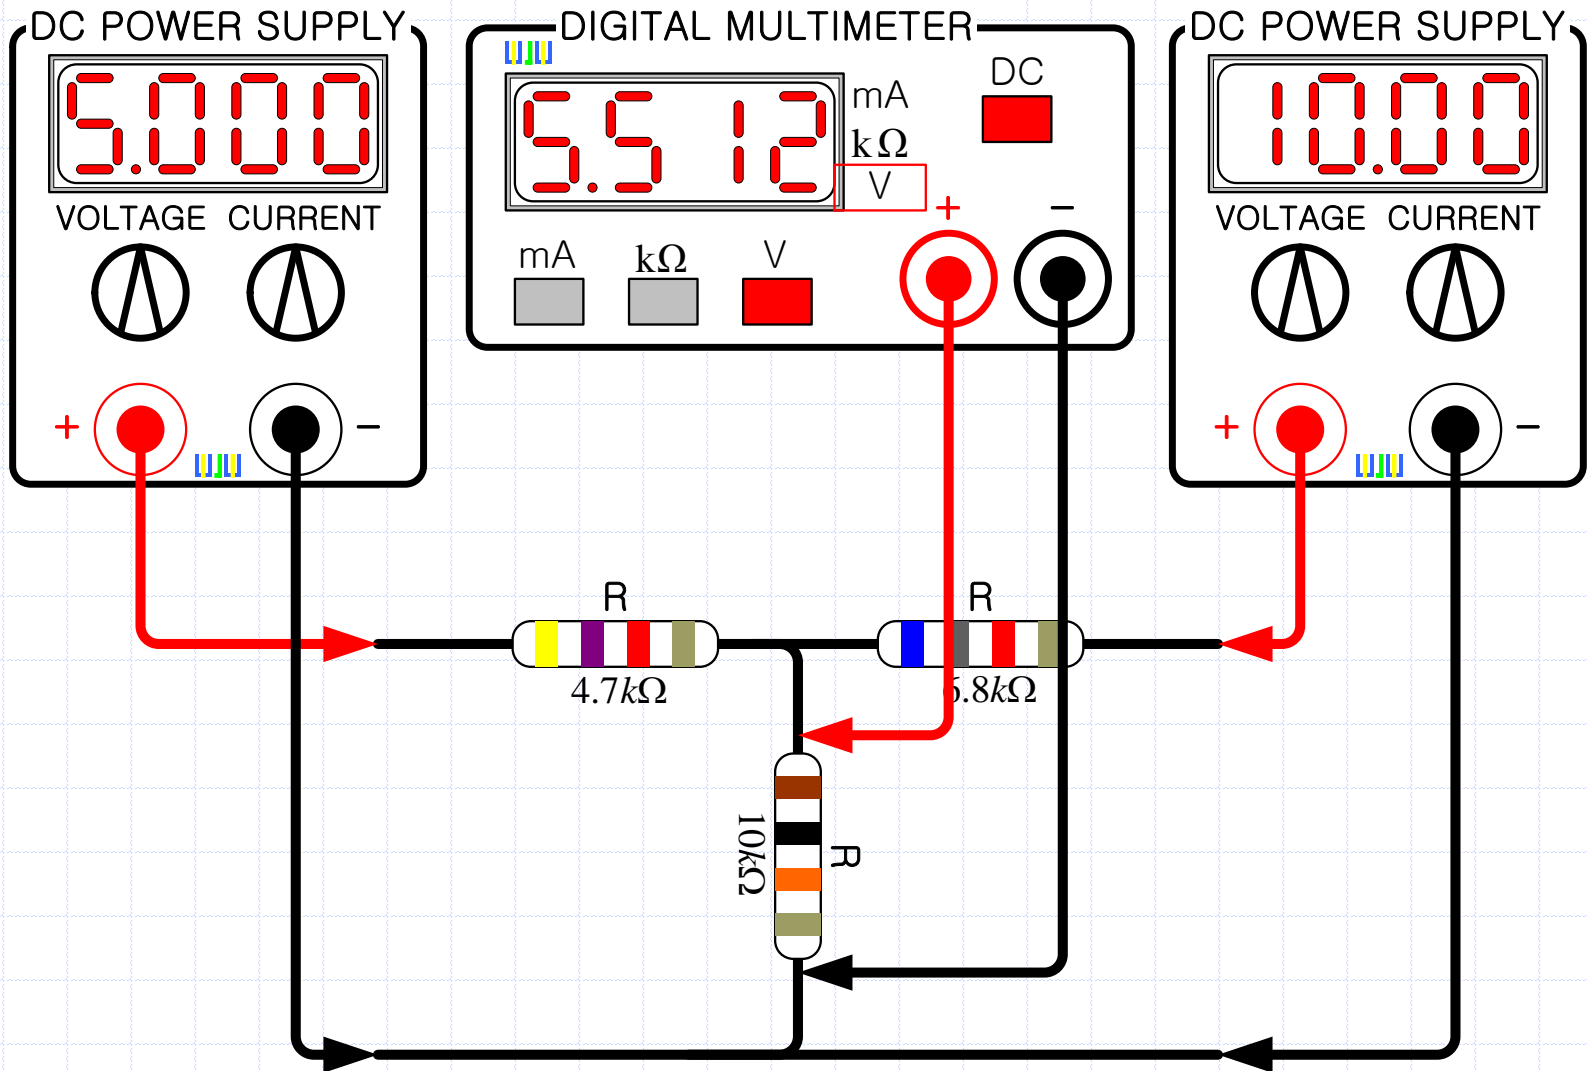 DC POWER SUPPLY
5.000
VOLTAGE CURRENT
+ −
DIGITAL MULTIMETER
5.512
mA
kΩ
V
DC
mA kΩ V
+ −
DC POWER SUPPLY
10.00
VOLTAGE CURRENT
+ −
R
4.7kΩ
R
6.8kΩ
10kΩ
R